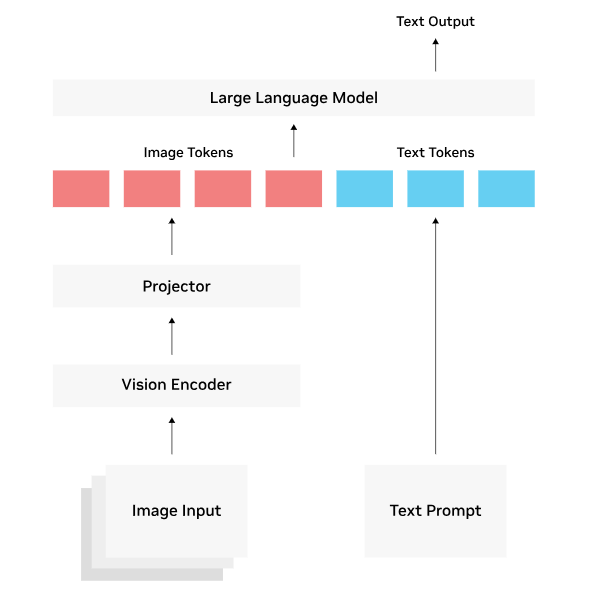 Text Output
Large Language Model
Image Tokens
Text Tokens
Projector
Vision Encoder
Image Input
Text Prompt